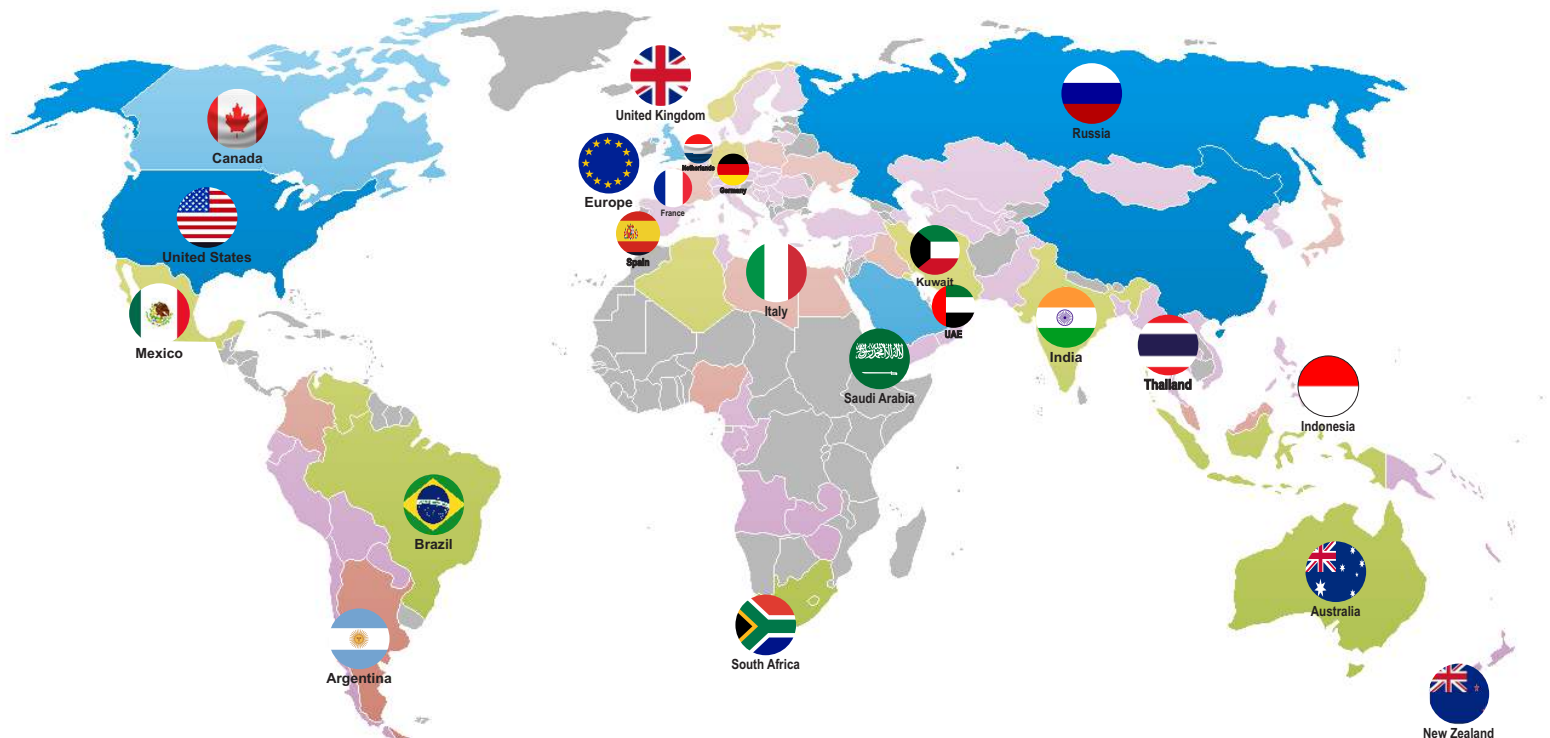 United Kingdom
Russia
Canada
Netherlands
Germany
Europe
France
United States
Spain
Kuwait
Italy
UAE
Mexico
India
Thailand
Saudi Arabia
Indonesia
Brazil
Australia
South Africa
Argentina
New Zealand